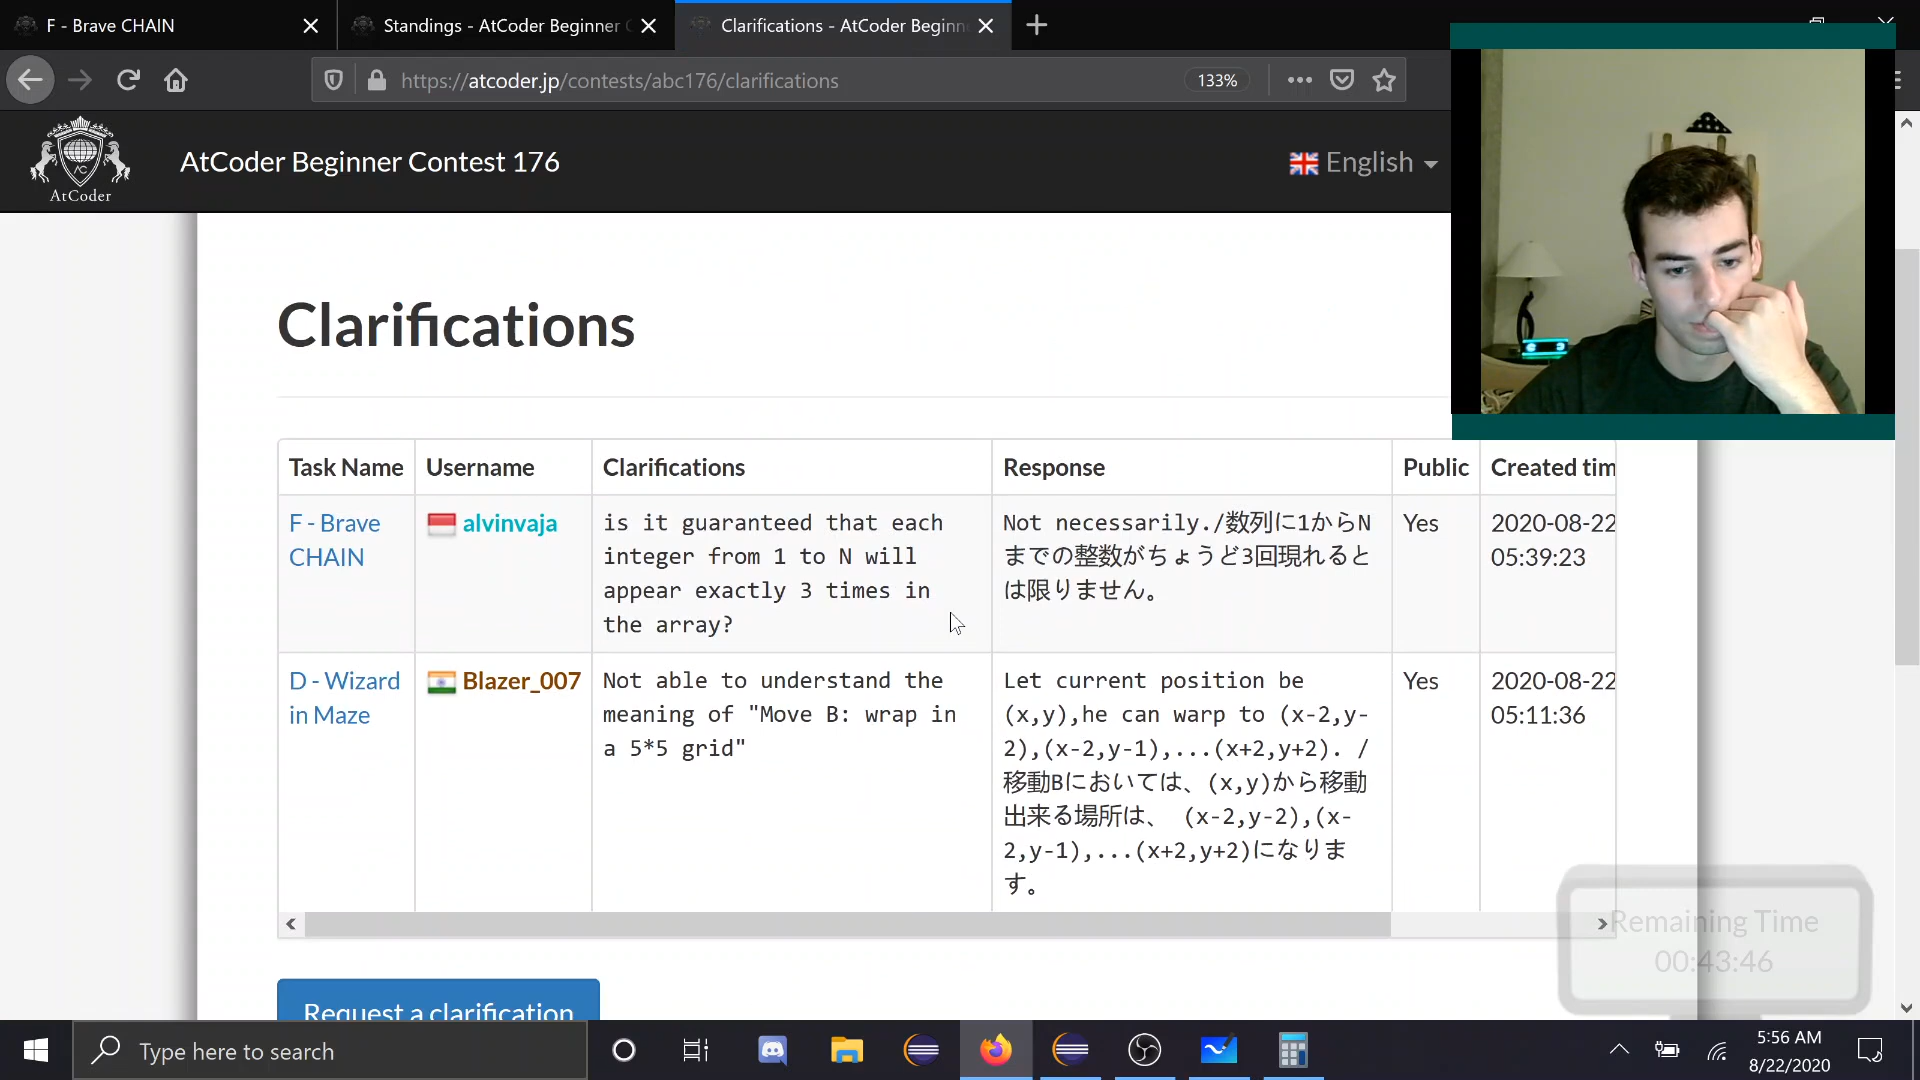 F - Brave CHAIN
Standings - AtCoder Beginner C
Clarifications - AtCoder Beginn
https://atcoder.jp/contests/abc176/clarifications
133%
AtCoder
AtCoder Beginner Contest 176
English
Clarifications
Task Name
Username
Clarifications
Response
Public
Created tim
F - Brave
CHAIN
alvinvaja
is it guaranteed that each
integer from 1 to N will
appear exactly 3 times in
the array?
Not necessarily./数列に1からN
までの整数がちょうど3回現れると
は限りません。
Yes
2020-08-22
05:39:23
D - Wizard
in Maze
Blazer_007
Not able to understand the
meaning of "Move B: wrap in
a 5*5 grid"
Let current position be
(x,y),he can warp to (x-2,y-
2),(x-2,y-1),...(x+2,y+2). /
移動Bにおいては、(x,y)から移動
出来る場所は、 (x-2,y-2),(x-
2,y-1),...(x+2,y+2)になりま
す。
Yes
2020-08-22
05:11:36
Remaining Time
00:43:46
Request a clarification
Type here to search
5:56 AM
8/22/2020